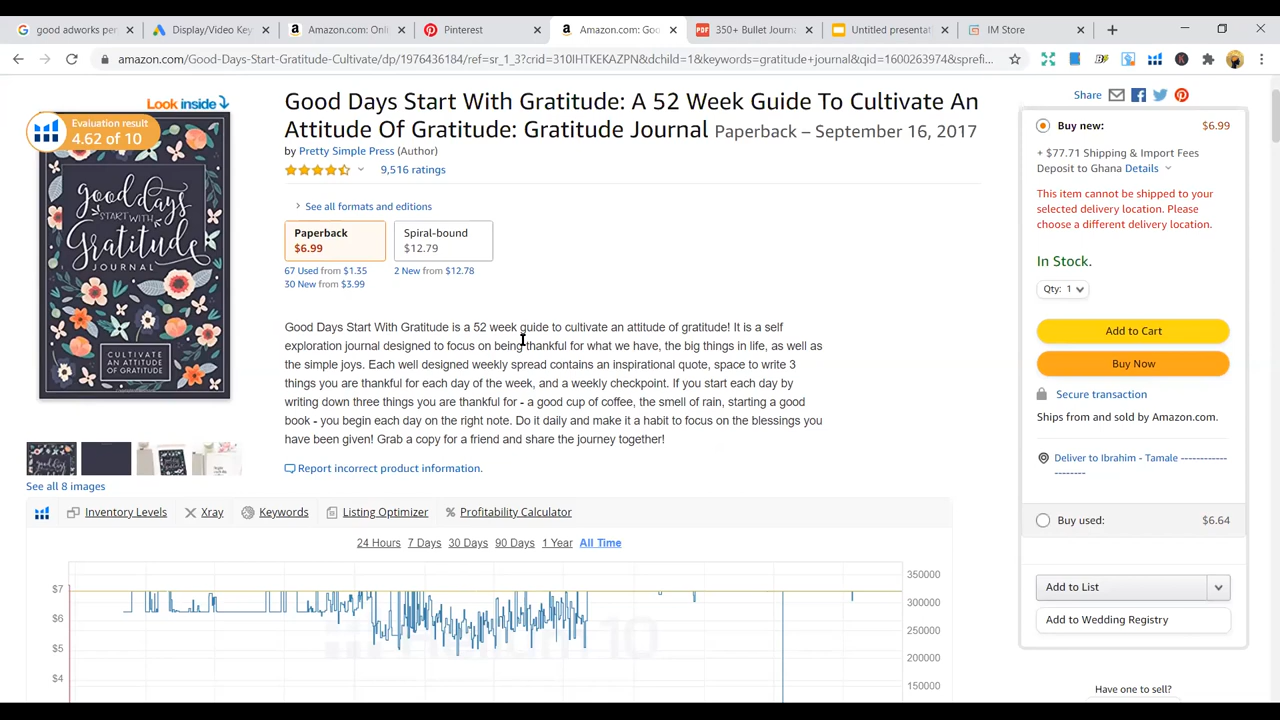 good adworks per
Display/Video Key
Amazon.com: Onli
Pinterest
Amazon.com: Goo
350+ Bullet Journa
Untitled presentat
IM Store
amazon.com/Good-Days-Start-Gratitude-Cultivate/dp/1976361184/ref=sr_1_3?crid=310IHTKEKAZPN&dchild=1&keywords=gratitude+journal&qid=1600263974&sprefi...
Look inside
Evaluation result
4.62 of 10
good days
START WITH
Gratitude
JOURNAL
CULTIVATE
AN ATTITUDE
OF GRATITUDE
See all 8 images
Good Days Start With Gratitude: A 52 Week Guide To Cultivate An
Attitude Of Gratitude: Gratitude Journal Paperback – September 16, 2017
by Pretty Simple Press (Author)
9,516 ratings
See all formats and editions
Paperback
$6.99
Spiral-bound
$12.79
67 Used from $1.35
30 New from $3.99
2 New from $12.78
Good Days Start With Gratitude is a 52 week guide to cultivate an attitude of gratitude! It is a self
exploration journal designed to focus on being thankful for what we have, the big things in life, as well as
the simple joys. Each well designed weekly spread contains an inspirational quote, space to write 3
things you are thankful for each day of the week, and a weekly checkpoint. If you start each day by
writing down three things you are thankful for - a good cup of coffee, the smell of rain, starting a good
book - you begin each day on the right note. Do it daily and make it a habit to focus on the blessings you
have been given! Grab a copy for a friend and share the journey together!
Report incorrect product information.
Inventory Levels
Xray
Keywords
Listing Optimizer
Profitability Calculator
24 Hours 7 Days 30 Days 90 Days 1 Year All Time
$7
$6
$5
$4
350000
300000
250000
200000
150000
Share
Buy new: $6.99
+ $77.71 Shipping & Import Fees
Deposit to Ghana Details
This item cannot be shipped to your
selected delivery location. Please
choose a different delivery location.
In Stock.
Qty: 1
Add to Cart
Buy Now
Secure transaction
Ships from and sold by Amazon.com.
Deliver to Ibrahim - Tamale ------------
--------
Buy used: $6.64
Add to List
Add to Wedding Registry
Have one to sell?